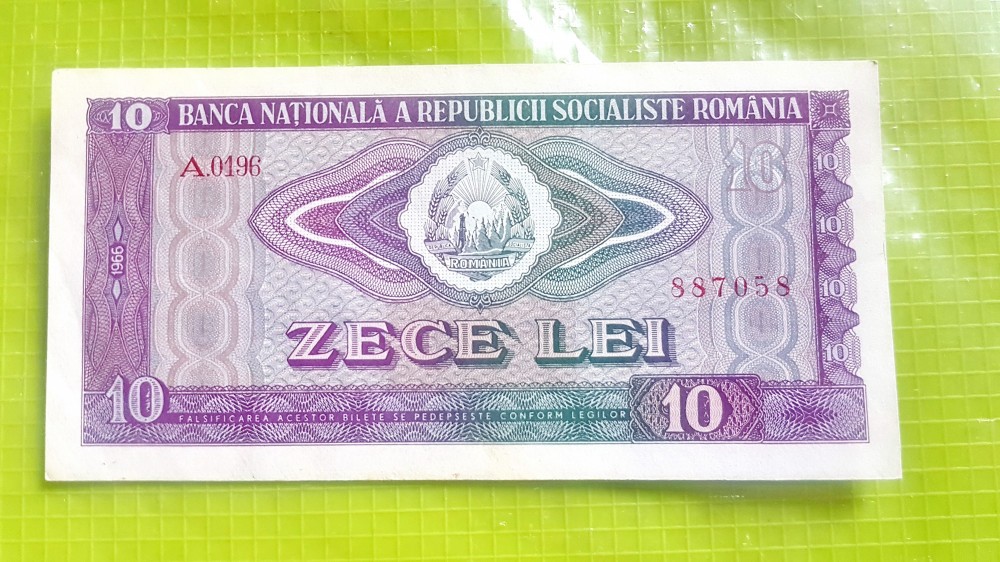 10 BANCA NAȚIONALĂ A REPUBLICII SOCIALISTE ROMÂNIA
A.0196
10
10
10
1966
ROMÂNIA
10
887058
ZECE LEI
10
10
FALSIFICAREA ACESTOR BILETE SE PEDEPSEȘTE CONFORM LEGILOR
10